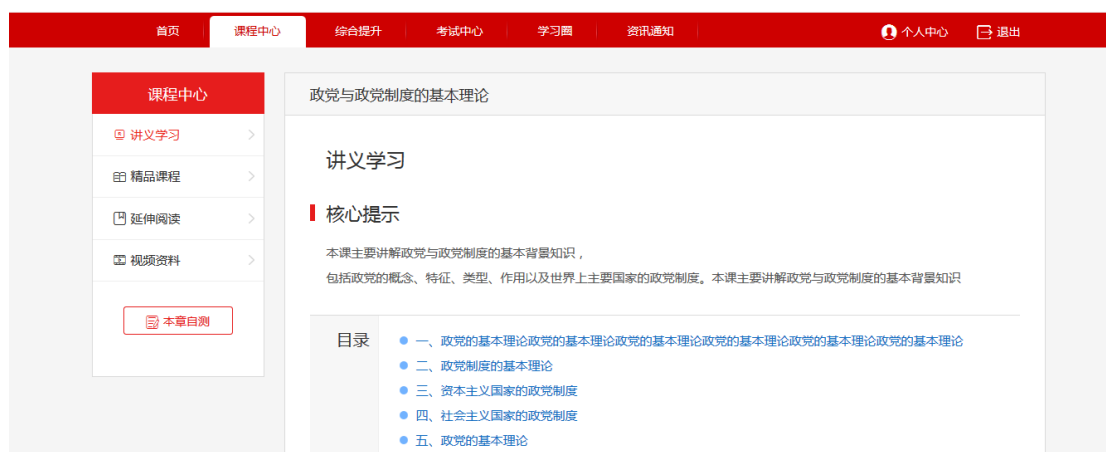 首页 课程中心 综合提升 考试中心 学习圈 资讯通知 个人中心 退出
课程中心
讲义学习
精品课程
延伸阅读
视频资料
本章自测
政党与政党制度的基本理论
讲义学习
核心提示
本课主要讲解政党与政党制度的基本背景知识，
包括政党的概念、特征、类型、作用以及世界上主要国家的政党制度。本课主要讲解政党与政党制度的基本背景知识
目录
一、政党的基本理论政党的基本理论政党的基本理论政党的基本理论政党的基本理论政党的基本理论
二、政党制度的基本理论
三、资本主义国家的政党制度
四、社会主义国家的政党制度
五、政党的基本理论